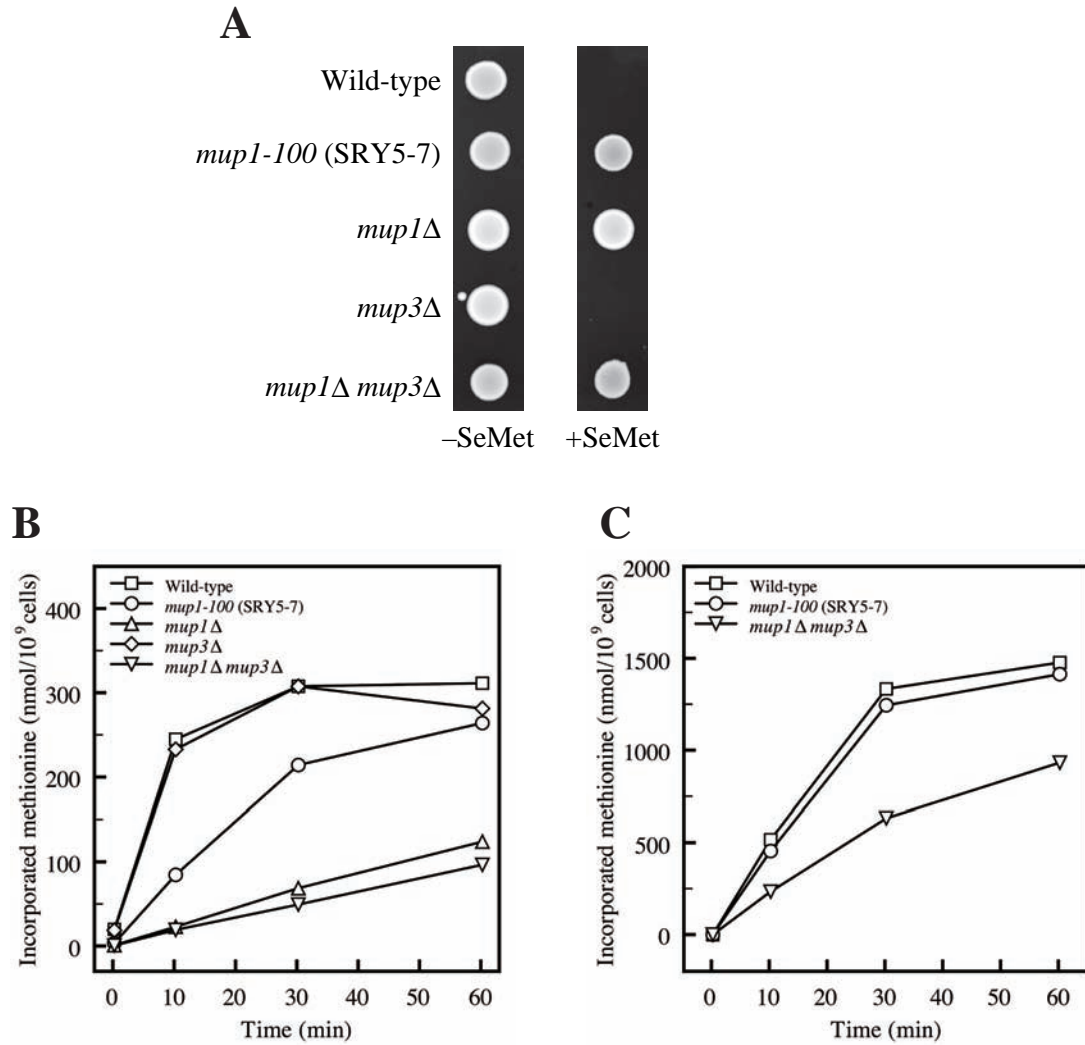 A
Wild-type
mup1-100 (SRY5-7)
mup1Δ
mup3Δ
mup1Δ mup3Δ
–SeMet +SeMet
B
Incorporated methionine (nmol/10⁹ cells)
400
300
200
100
0
Wild-type
mup1-100 (SRY5-7)
mup1Δ
mup3Δ
mup1Δ mup3Δ
0 10 20 30 40 50 60
Time (min)
C
Incorporated methionine (nmol/10⁹ cells)
2000
1500
1000
500
0
Wild-type
mup1-100 (SRY5-7)
mup1Δ mup3Δ
0 10 20 30 40 50 60
Time (min)